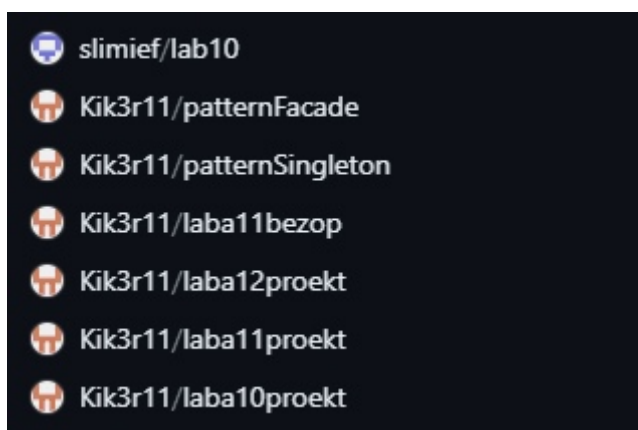 slimief/lab10
Kik3r11/patternFacade
Kik3r11/patternSingleton
Kik3r11/laba11bezop
Kik3r11/laba12proekt
Kik3r11/laba11proekt
Kik3r11/laba10proekt